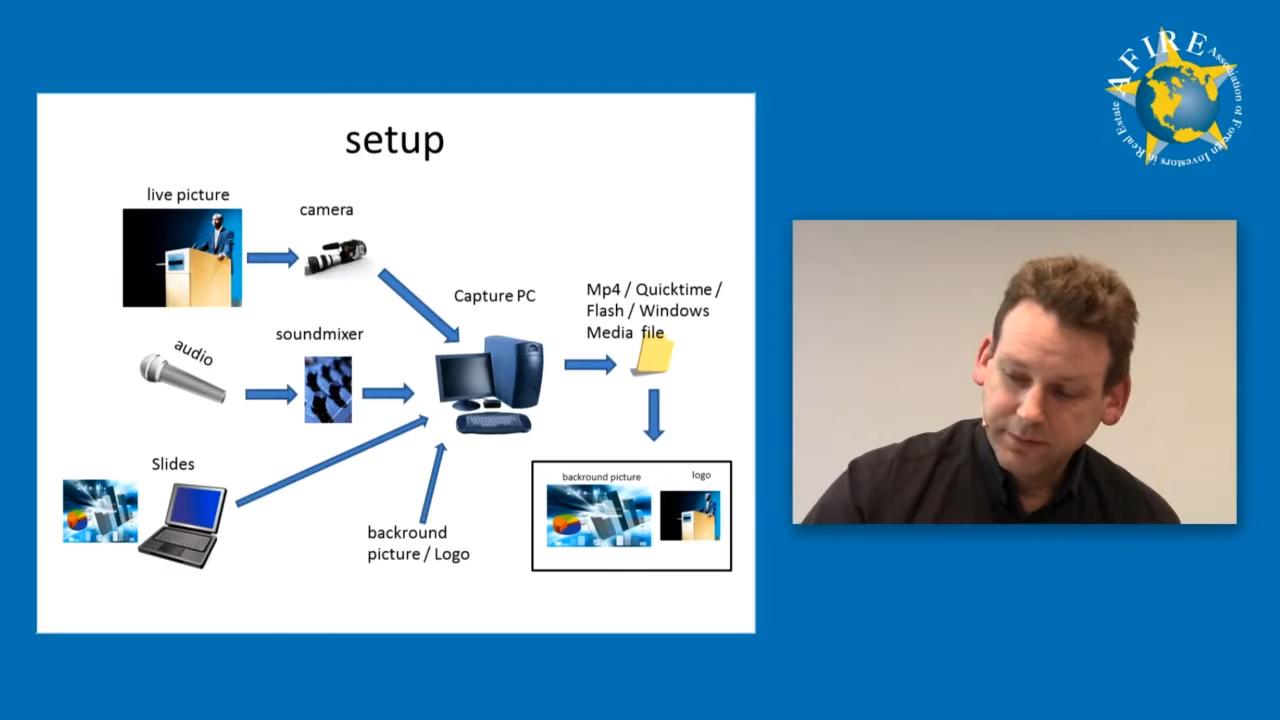 setup
live picture
camera
Capture PC
Mp4 / Quicktime /
Flash / Windows
Media file
audio
soundmixer
Slides
backround
picture / Logo
backround picture
logo
AFIRE
Association of Foreign Investors in Real Estate